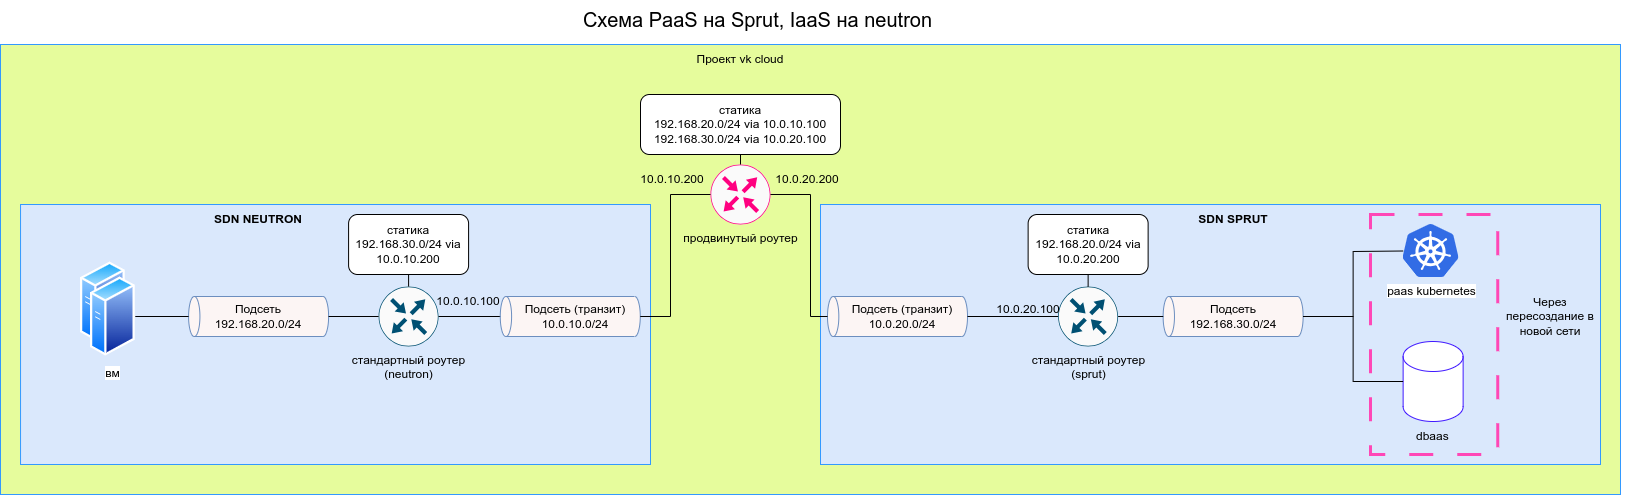 Схема PaaS на Sprut, IaaS на neutron
Проект vk cloud
статика
192.168.20.0/24 via 10.0.10.100
192.168.30.0/24 via 10.0.20.100
10.0.10.200
10.0.20.200
продвинутый роутер
SDN NEUTRON
статика
192.168.30.0/24 via
10.0.10.200
вм
Подсеть
192.168.20.0/24
10.0.10.100
стандартный роутер
(neutron)
Подсеть (транзит)
10.0.10.0/24
SDN SPRUT
статика
192.168.20.0/24 via
10.0.20.200
Подсеть (транзит)
10.0.20.0/24
10.0.20.100
стандартный роутер
(sprut)
Подсеть
192.168.30.0/24
paas kubernetes
dbaas
Через
пересоздание в
новой сети